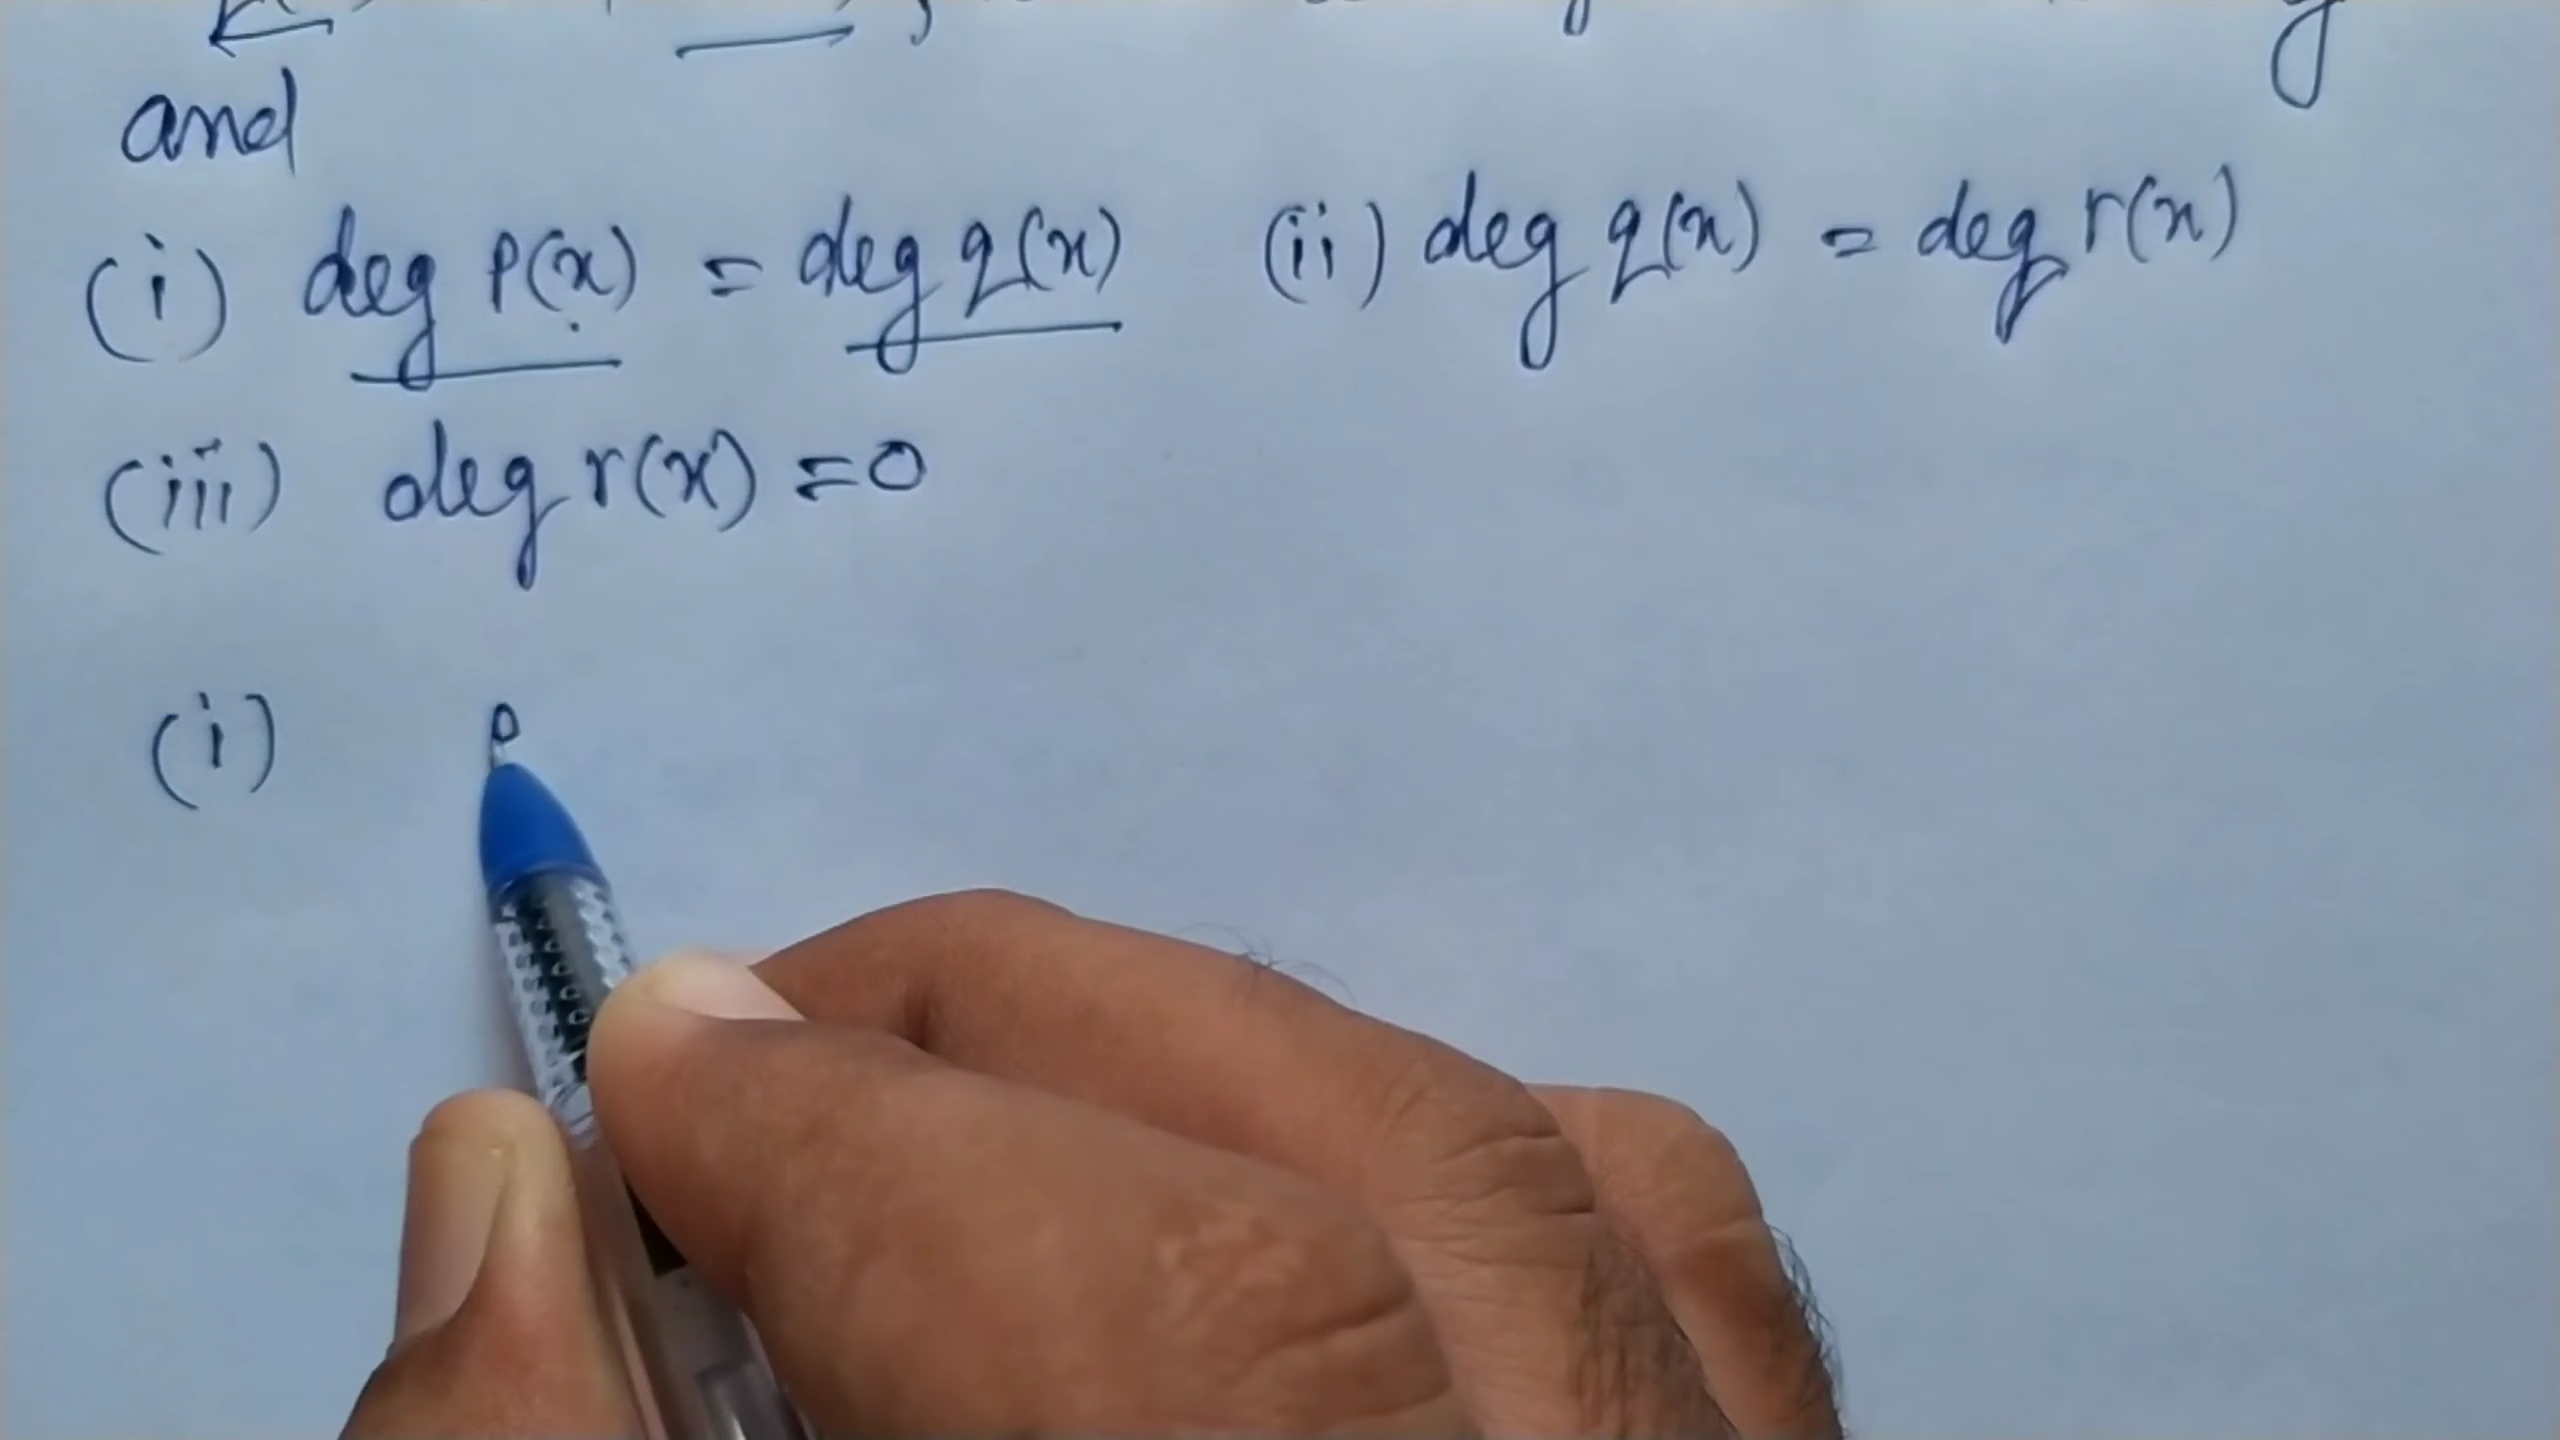 and
(i) deg p(x) = deg q(x) (ii) deg q(x) = deg r(x)
(iii) deg r(x) = 0
(i) p